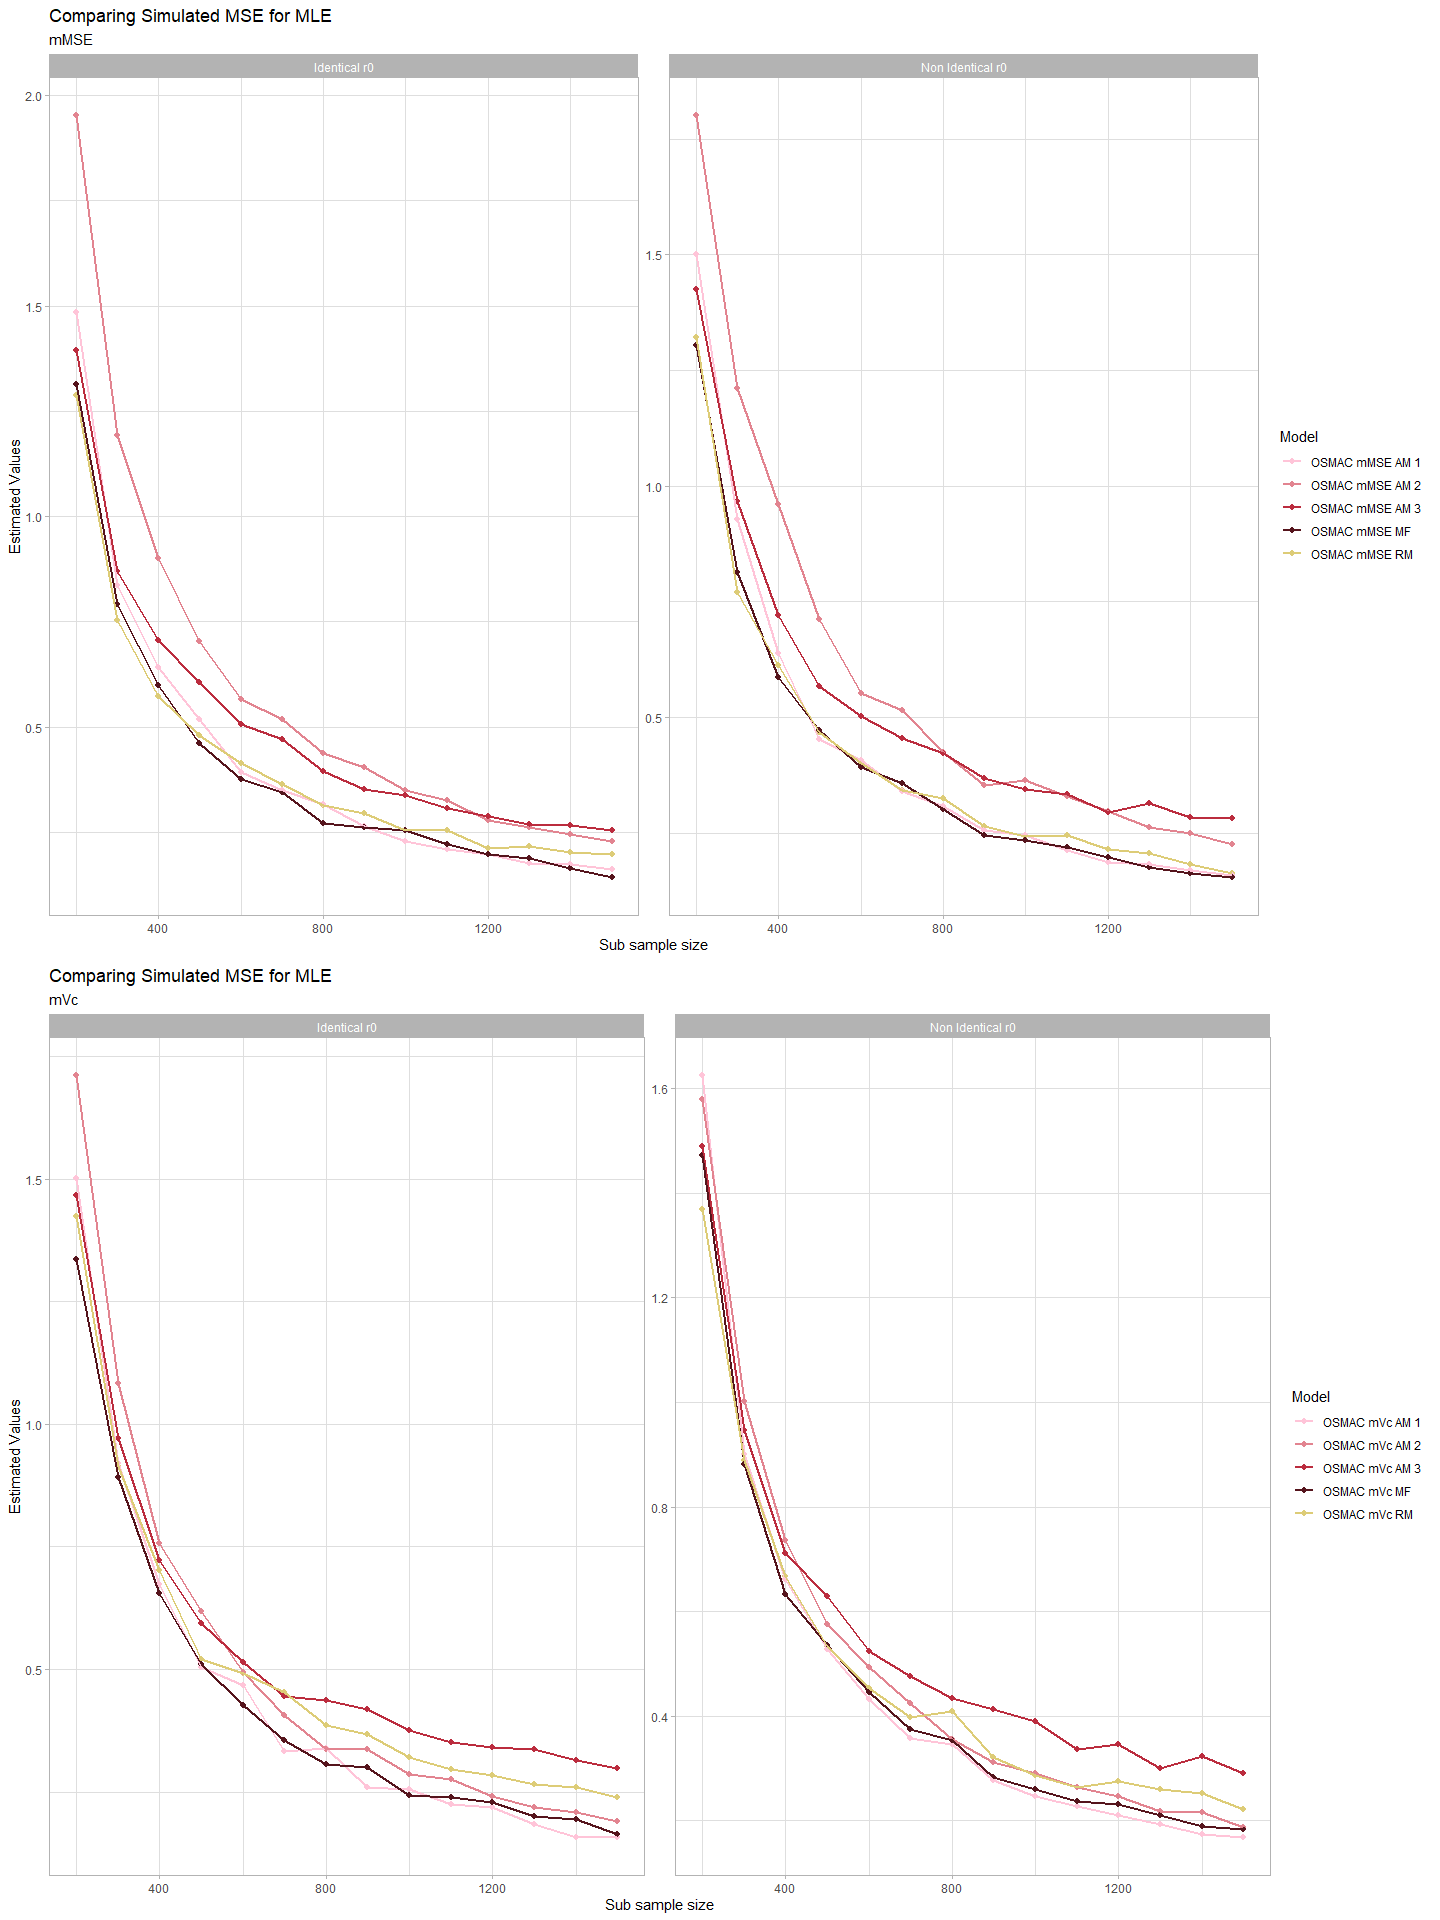 Comparing Simulated MSE for MLE
mMSE
Identical r0
Non Identical r0
2.0
1.5
1.0
0.5
1.5
1.0
0.5
Estimated Values
400
800
1200
400
800
1200
Sub sample size
Model
OSMAC mMSE AM 1
OSMAC mMSE AM 2
OSMAC mMSE AM 3
OSMAC mMSE MF
OSMAC mMSE RM
Comparing Simulated MSE for MLE
mVc
Identical r0
Non Identical r0
1.5
1.0
0.5
1.6
1.2
0.8
0.4
Estimated Values
400
800
1200
400
800
1200
Sub sample size
Model
OSMAC mVc AM 1
OSMAC mVc AM 2
OSMAC mVc AM 3
OSMAC mVc MF
OSMAC mVc RM